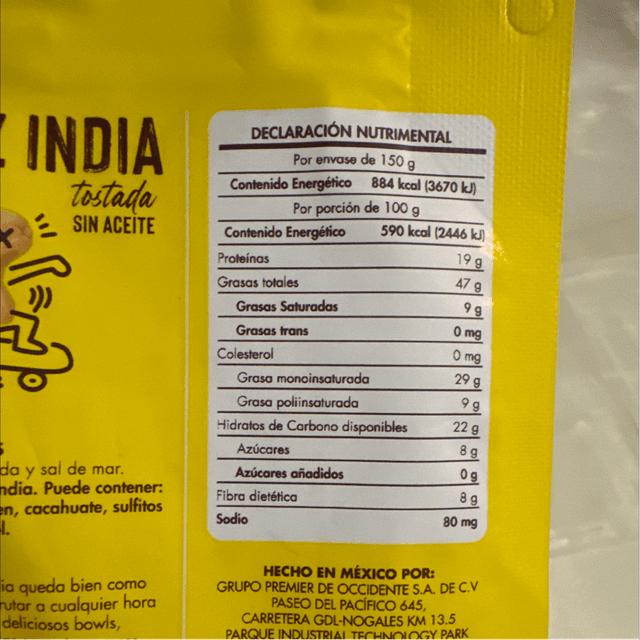 INDIA
tostada
SIN ACEITE
da y sal de mar.
ndia. Puede contener:
en, cacahuate, sulfitos
ia queda bien como
rutar a cualquier hora
deliciosos bowls,
DECLARACIÓN NUTRIMENTAL
Por envase de 150 g
Contenido Energético 884 kcal (3670 kJ)
Por porción de 100 g
Contenido Energético 590 kcal (2446 kJ)
Proteínas 19 g
Grasas totales 47 g
Grasas Saturadas 9 g
Grasas trans 0 mg
Colesterol 0 mg
Grasa monoinsaturada 29 g
Grasa poliinsaturada 9 g
Hidratos de Carbono disponibles 22 g
Azúcares 8 g
Azúcares añadidos 0 g
Fibra dietética 8 g
Sodio 80 mg
HECHO EN MÉXICO POR:
GRUPO PREMIER DE OCCIDENTE S.A. DE C.V
PASEO DEL PACÍFICO 645,
CARRETERA GDL-NOGALES KM 13.5
PARQUE INDUSTRIAL TECHNOLOGY PARK